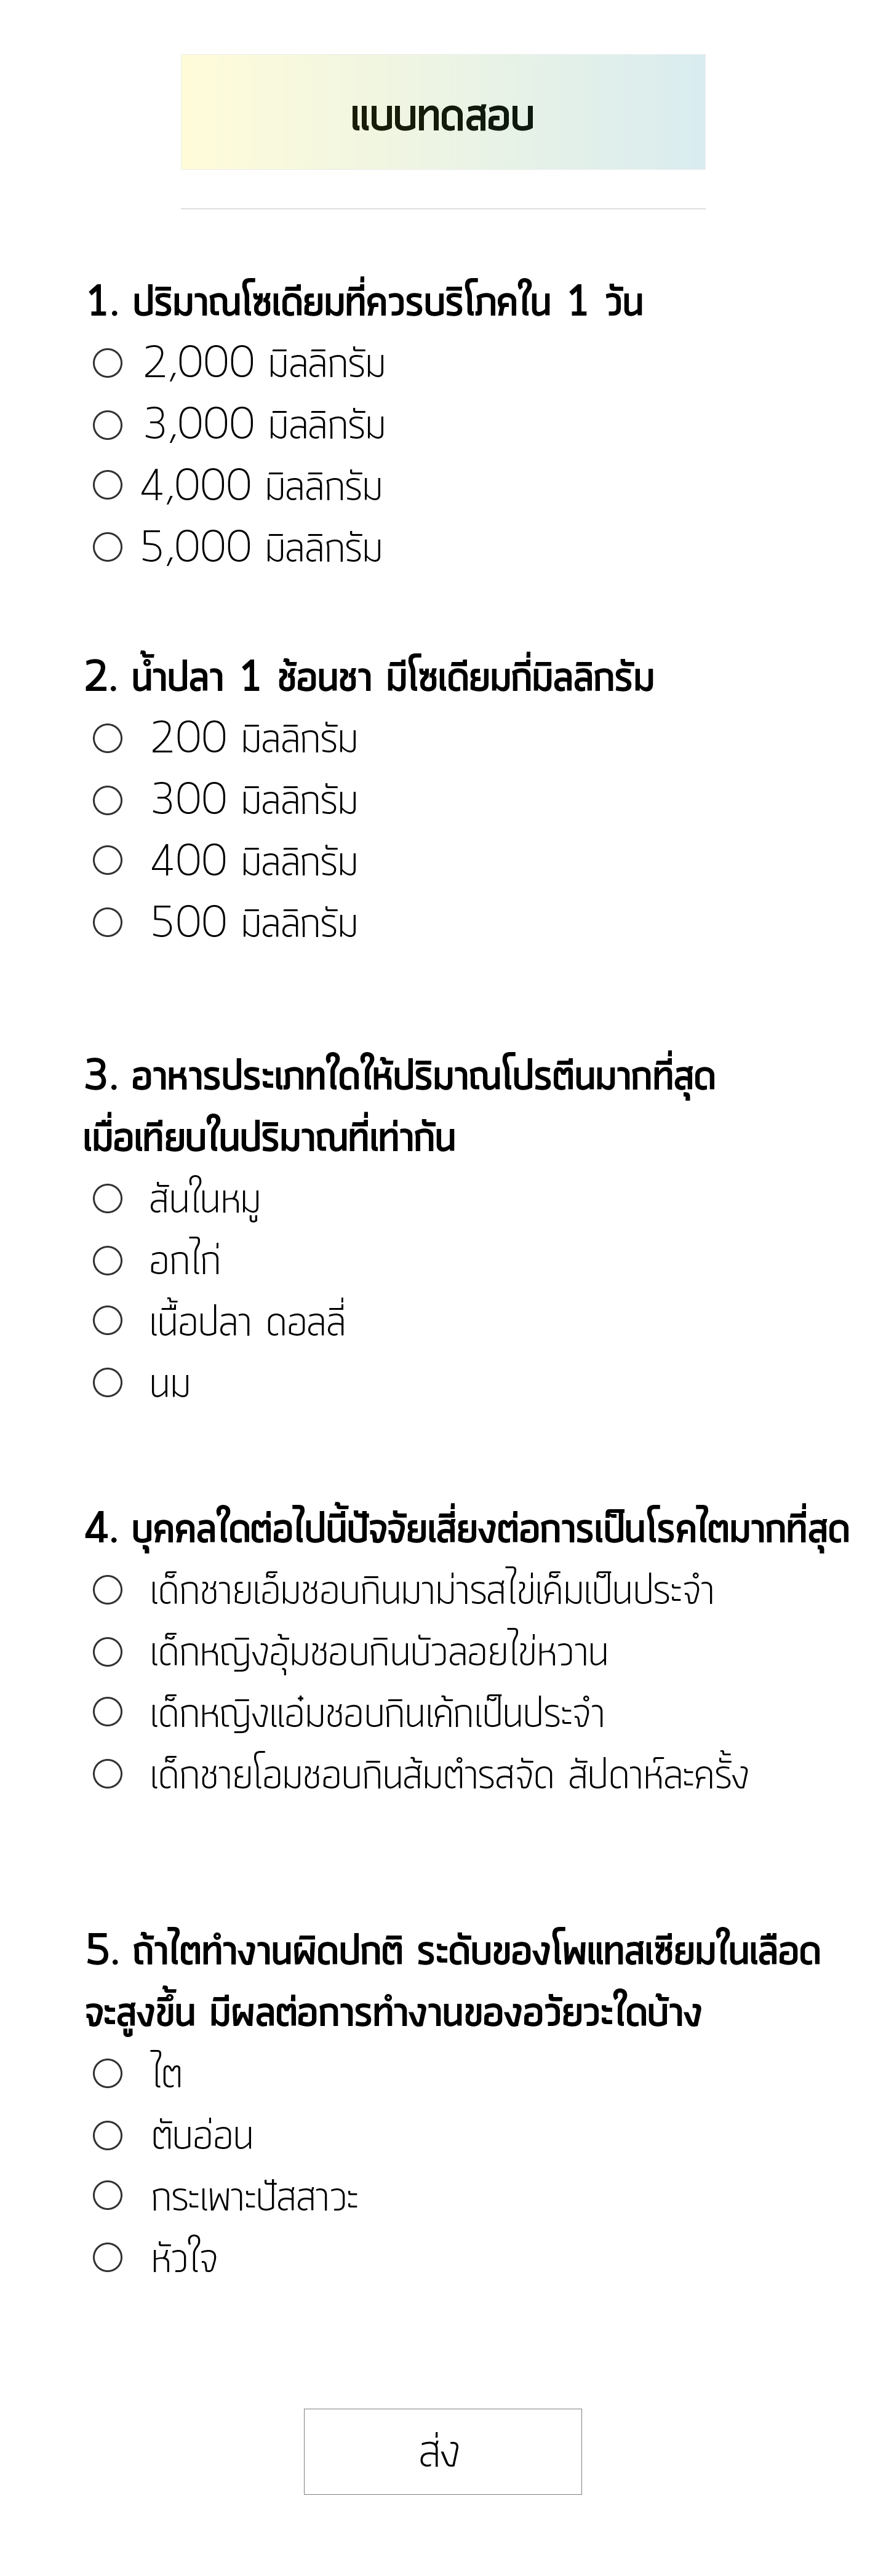 แบบทดสอบ
1. ปริมาณโซเดียมที่ควรบริโภคใน 1 วัน
2,000 มิลลิกรัม
3,000 มิลลิกรัม
4,000 มิลลิกรัม
5,000 มิลลิกรัม
2. น้ำปลา 1 ช้อนชา มีโซเดียมกี่มิลลิกรัม
200 มิลลิกรัม
300 มิลลิกรัม
400 มิลลิกรัม
500 มิลลิกรัม
3. อาหารประเภทใดให้ปริมาณโปรตีนมากที่สุด
เมื่อเทียบในปริมาณที่เท่ากัน
สันในหมู
อกไก่
เนื้อปลา ดอลลี่
นม
4. บุคคลใดต่อไปนี้ปัจจัยเสี่ยงต่อการเป็นโรคไตมากที่สุด
เด็กชายเอ็มชอบกินมาม่ารสไข่เค็มเป็นประจำ
เด็กหญิงอุ้มชอบกินบัวลอยไข่หวาน
เด็กหญิงแอ๋มชอบกินเค้กเป็นประจำ
เด็กชายโอมชอบกินส้มตำรสจัด สัปดาห์ละครั้ง
5. ถ้าไตทำงานผิดปกติ ระดับของโพแทสเซียมในเลือด
จะสูงขึ้น มีผลต่อการทำงานของอวัยวะใดบ้าง
ไต
ตับอ่อน
กระเพาะปัสสาวะ
หัวใจ
ส่ง